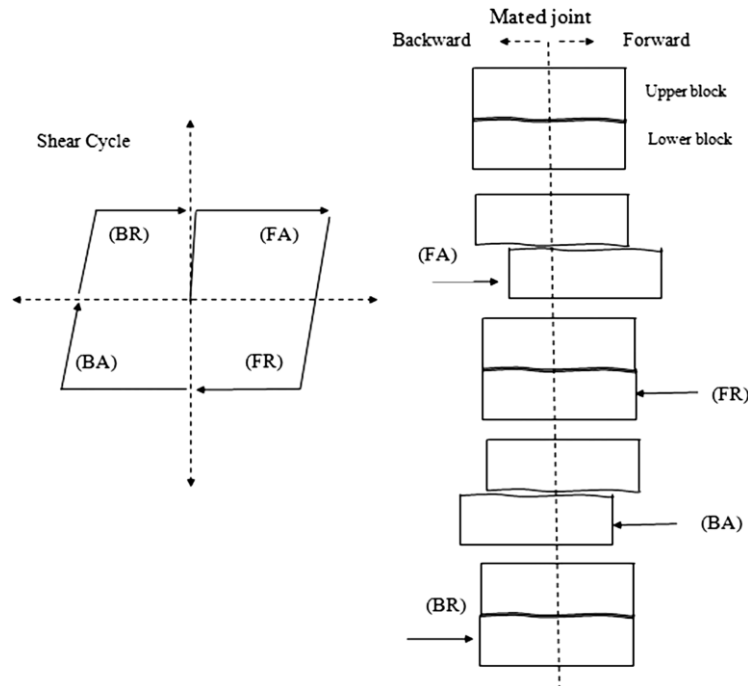 Mated joint
Backward
Forward
Upper block
Lower block
Shear Cycle
(BR)
(FA)
(BA)
(FR)
(FA)
(FR)
(BA)
(BR)